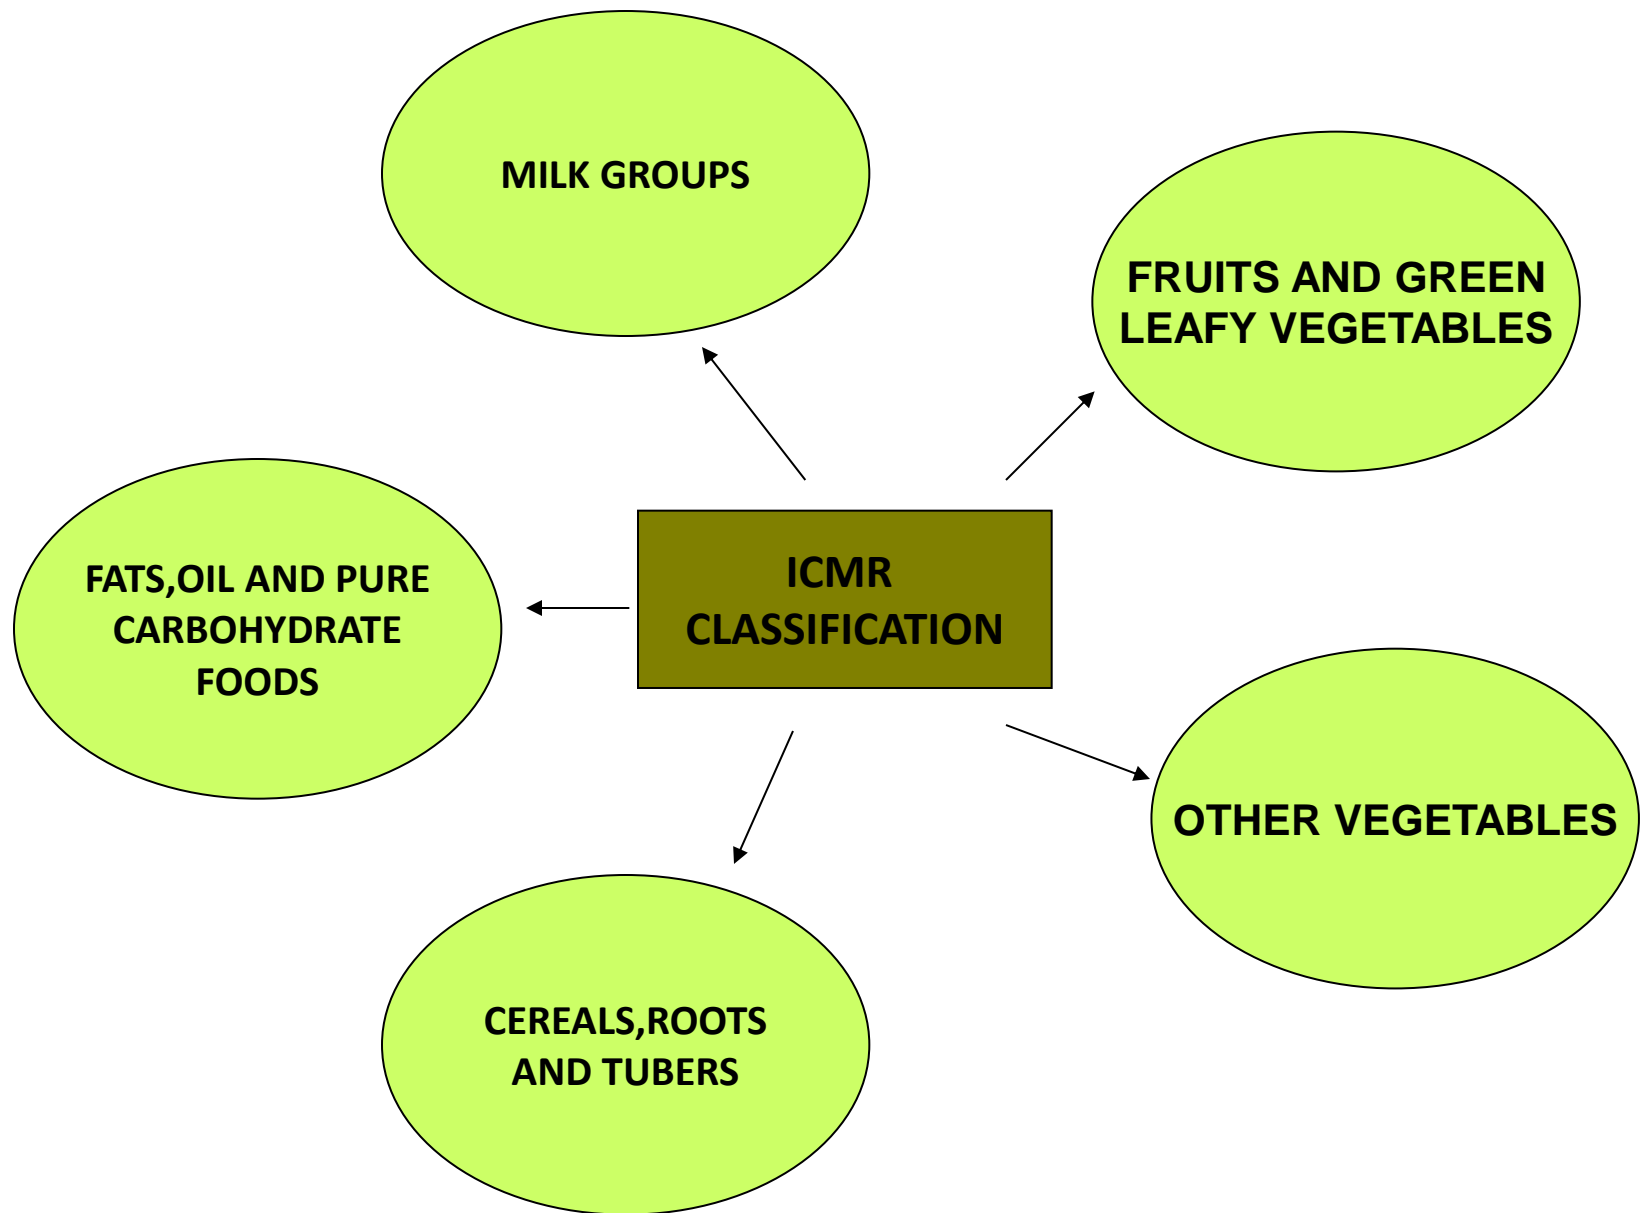 MILK GROUPS
FRUITS AND GREEN
LEAFY VEGETABLES
FATS,OIL AND PURE
CARBOHYDRATE
FOODS
ICMR
CLASSIFICATION
OTHER VEGETABLES
CEREALS,ROOTS
AND TUBERS